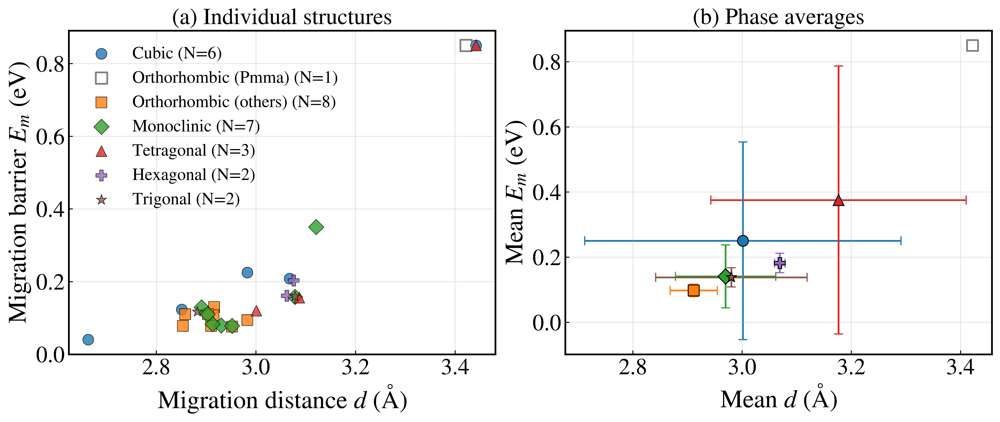 (a) Individual structures
Migration barrier E_m (eV)
0.8
0.6
0.4
0.2
0.0
Cubic (N=6)
Orthorhombic (Pmma) (N=1)
Orthorhombic (others) (N=8)
Monoclinic (N=7)
Tetragonal (N=3)
Hexagonal (N=2)
Trigonal (N=2)
2.8 3.0 3.2 3.4
Migration distance d (Å)
(b) Phase averages
Mean E_m (eV)
0.8
0.6
0.4
0.2
0.0
2.8 3.0 3.2 3.4
Mean d (Å)